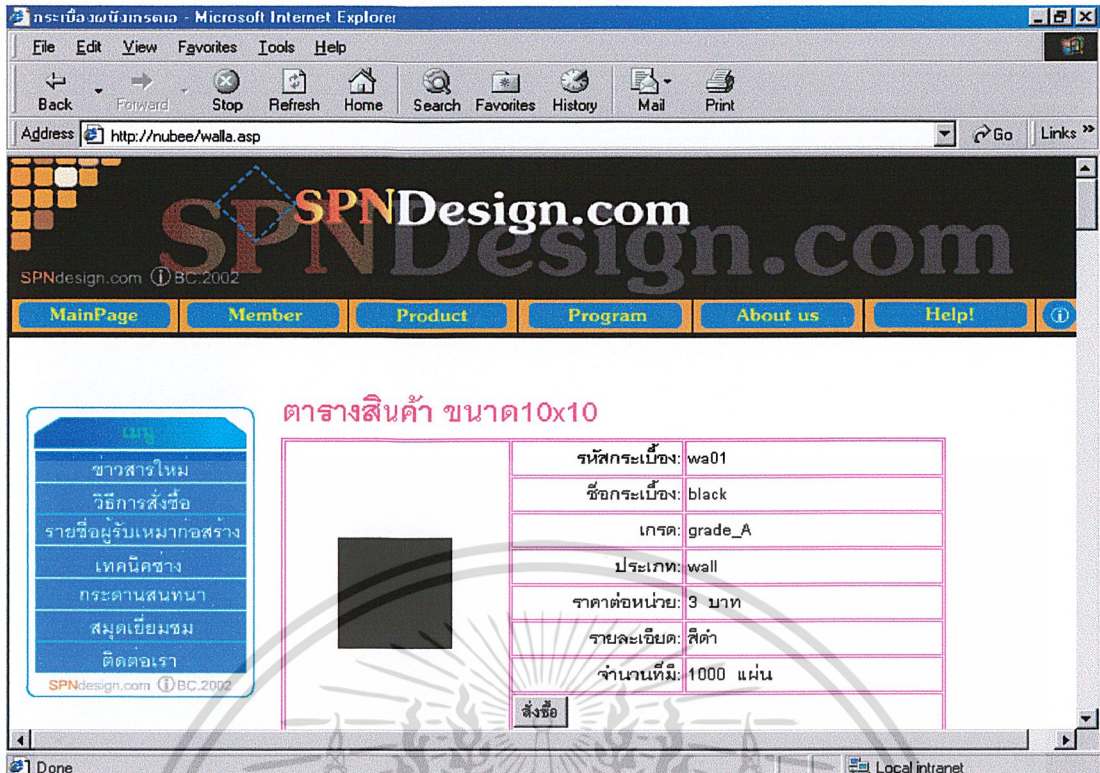 กระเบื้องผนังเกรดเอ - Microsoft Internet Explorer
File Edit View Favorites Tools Help
Back Forward Stop Refresh Home Search Favorites History Mail Print
Address http://nubee/walla.asp Go Links »
SPNDesign.com
SPNDesign.com
SPNdesign.com ⓘ BC.2002
MainPage Member Product Program About us Help! ⓘ
ตารางสินค้า ขนาด10x10
เมนู
ข่าวสารใหม่
วิธีการสั่งซื้อ
รายชื่อผู้รับเหมาก่อสร้าง
เทคนิคช่าง
กระดานสนทนา
สมุดเยี่ยมชม
ติดต่อเรา
SPNdesign.com ⓘ BC.2002
รหัสกระเบื้อง: wa01
ชื่อกระเบื้อง: black
เกรด: grade_A
ประเภท: wall
ราคาต่อหน่วย: 3 บาท
รายละเอียด: สีดำ
จำนวนที่มี: 1000 แผ่น
สั่งซื้อ
Done Local intranet